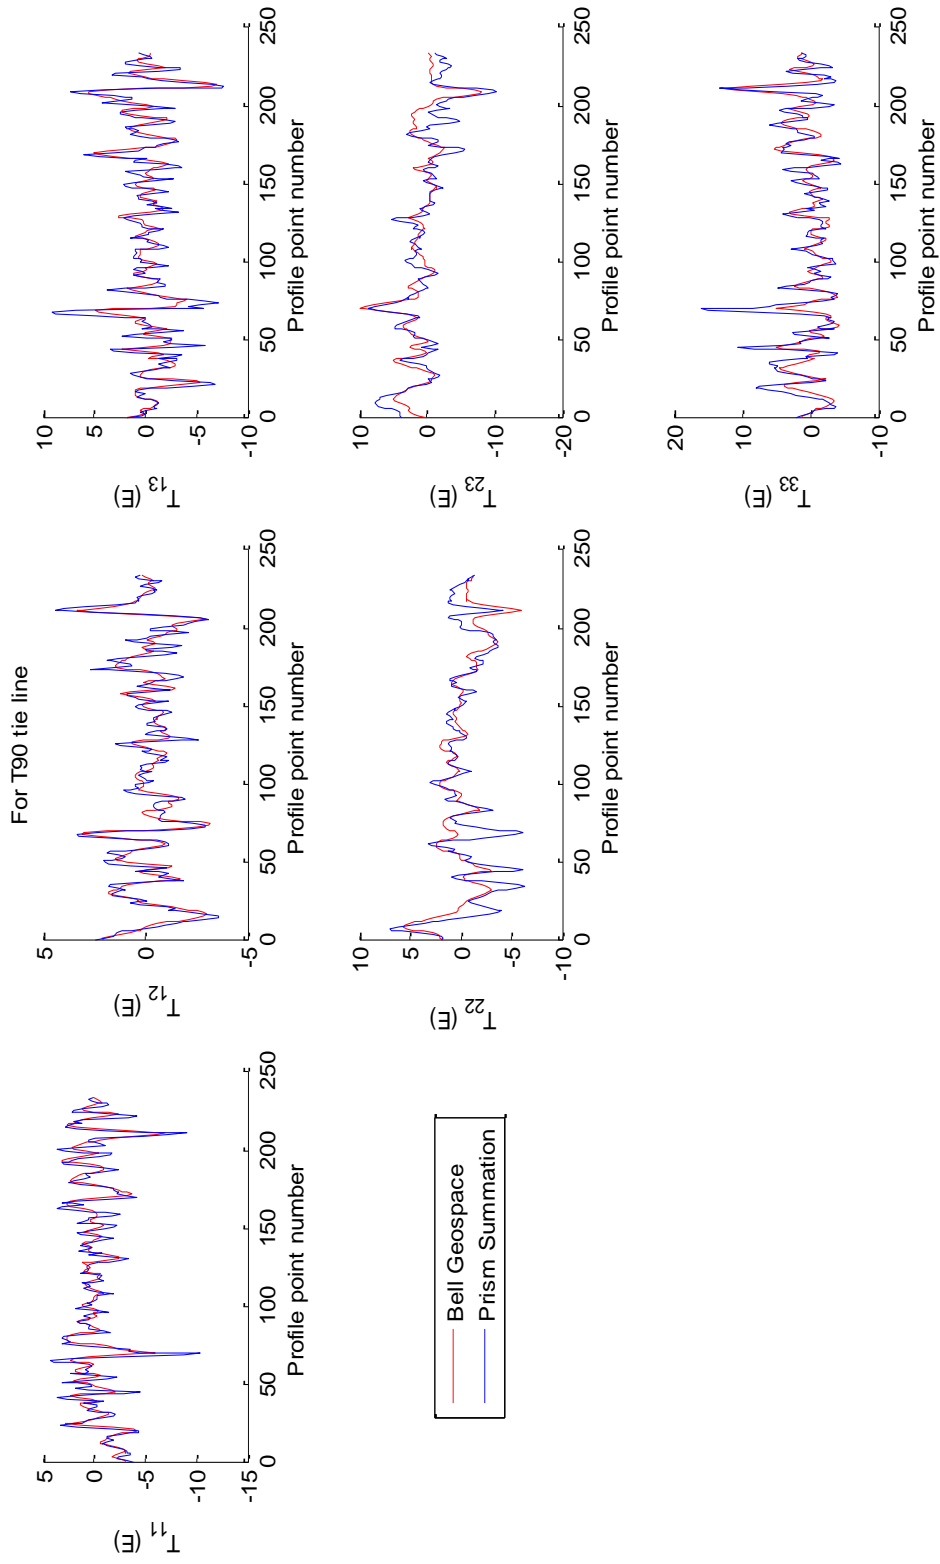 For T90 tie line
T11 (E)
5
0
-5
-10
-15
0 50 100 150 200 250
Profile point number
T12 (E)
5
0
-5
0 50 100 150 200 250
Profile point number
T13 (E)
10
5
0
-5
-10
0 50 100 150 200 250
Profile point number
Bell Geospace
Prism Summation
T22 (E)
10
5
0
-5
-10
0 50 100 150 200 250
Profile point number
T23 (E)
10
0
-10
-20
0 50 100 150 200 250
Profile point number
T33 (E)
20
10
0
-10
0 50 100 150 200 250
Profile point number